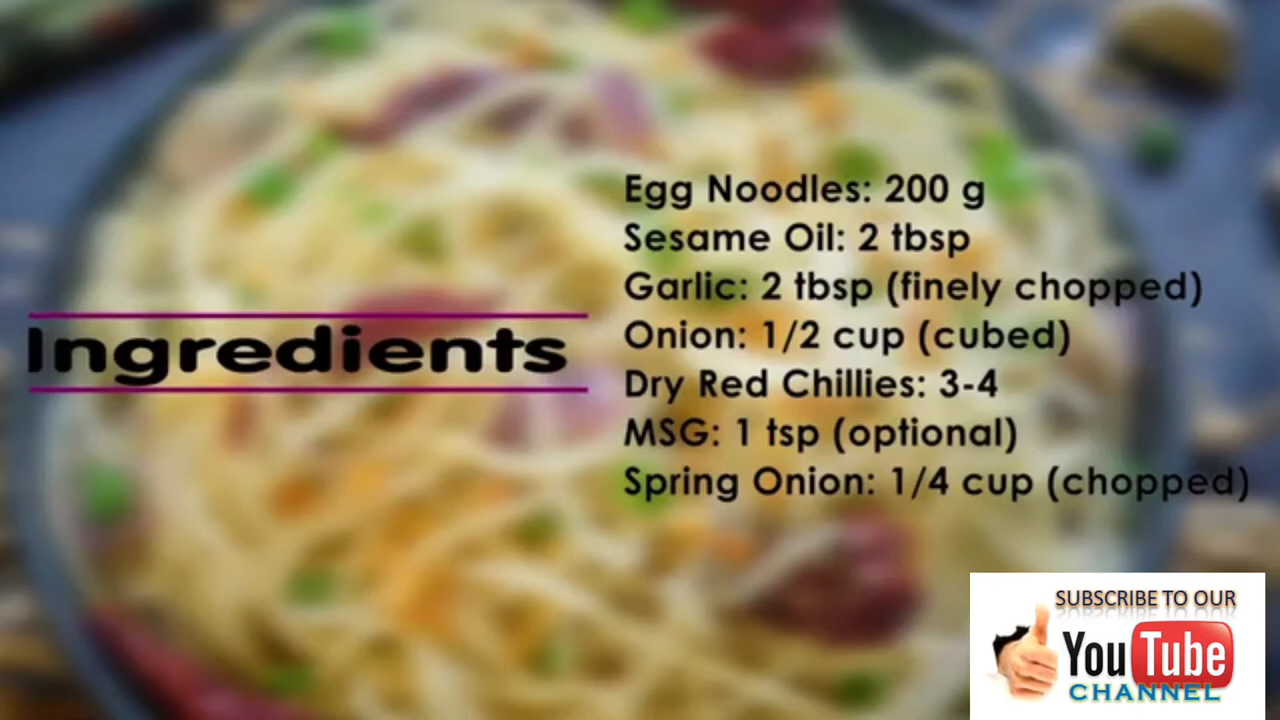 Ingredients
Egg Noodles: 200 g
Sesame Oil: 2 tbsp
Garlic: 2 tbsp (finely chopped)
Onion: 1/2 cup (cubed)
Dry Red Chillies: 3-4
MSG: 1 tsp (optional)
Spring Onion: 1/4 cup (chopped)
SUBSCRIBE TO OUR
YouTube
CHANNEL